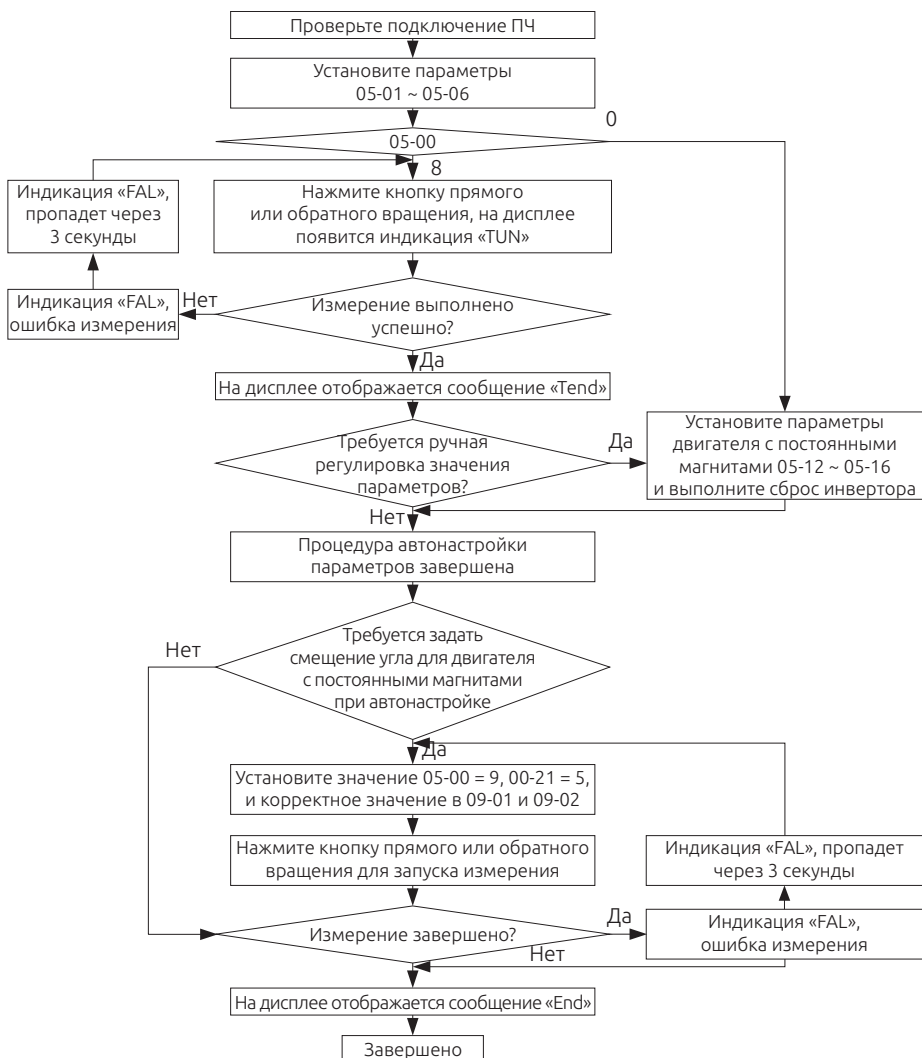 Проверьте подключение ПЧ
Установите параметры
05-01 ~ 05-06
0
05-00
8
Индикация «FAL»,
пропадет через
3 секунды
Нажмите кнопку прямого
или обратного вращения, на дисплее
появится индикация «TUN»
Индикация «FAL»,
ошибка измерения
Нет
Измерение выполнено
успешно?
Да
На дисплее отображается сообщение «Tend»
Требуется ручная
регулировка значения
параметров?
Да
Установите параметры
двигателя с постоянными
магнитами 05-12 ~ 05-16
и выполните сброс инвертора
Нет
Процедура автонастройки
параметров завершена
Нет
Требуется задать
смещение угла для двигателя
с постоянными магнитами
при автонастройке
Да
Установите значение 05-00 = 9, 00-21 = 5,
и корректное значение в 09-01 и 09-02
Нажмите кнопку прямого или обратного
вращения для запуска измерения
Индикация «FAL», пропадет
через 3 секунды
Измерение завершено?
Да
Индикация «FAL»,
ошибка измерения
Нет
На дисплее отображается сообщение «End»
Завершено